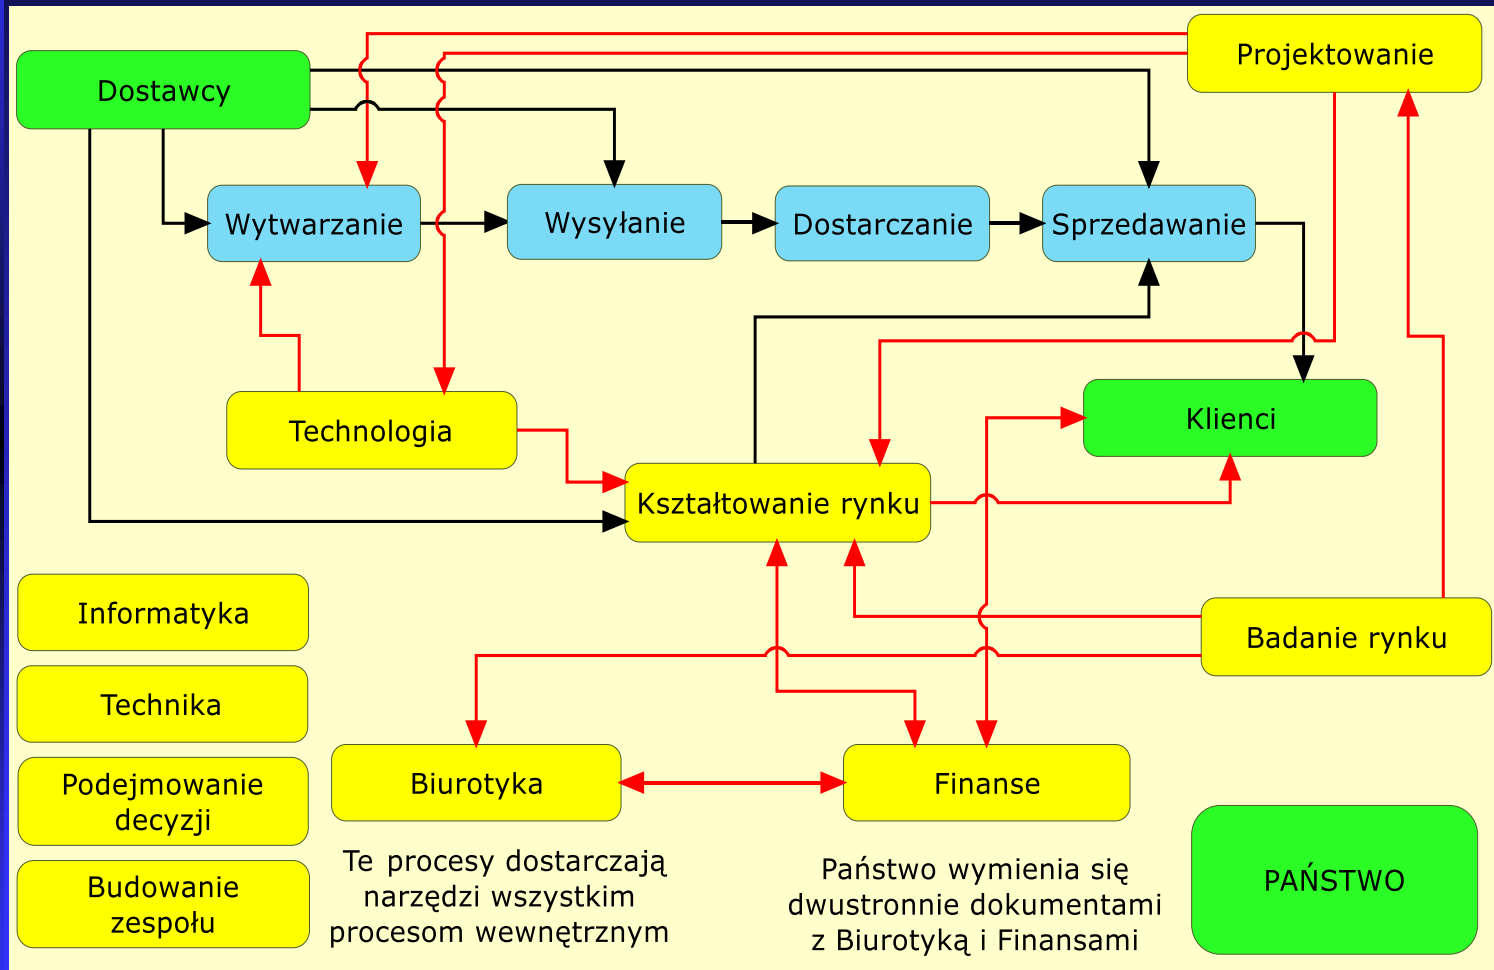 Projektowanie
Dostawcy
Wytwarzanie
Wysyłanie
Dostarczanie
Sprzedawanie
Technologia
Klienci
Kształtowanie rynku
Informatyka
Badanie rynku
Technika
Podejmowanie
decyzji
Biurotyka
Finanse
Budowanie
zespołu
Te procesy dostarczają
narzędzi wszystkim
procesom wewnętrznym
Państwo wymienia się
dwustronnie dokumentami
z Biurotyką i Finansami
PAŃSTWO